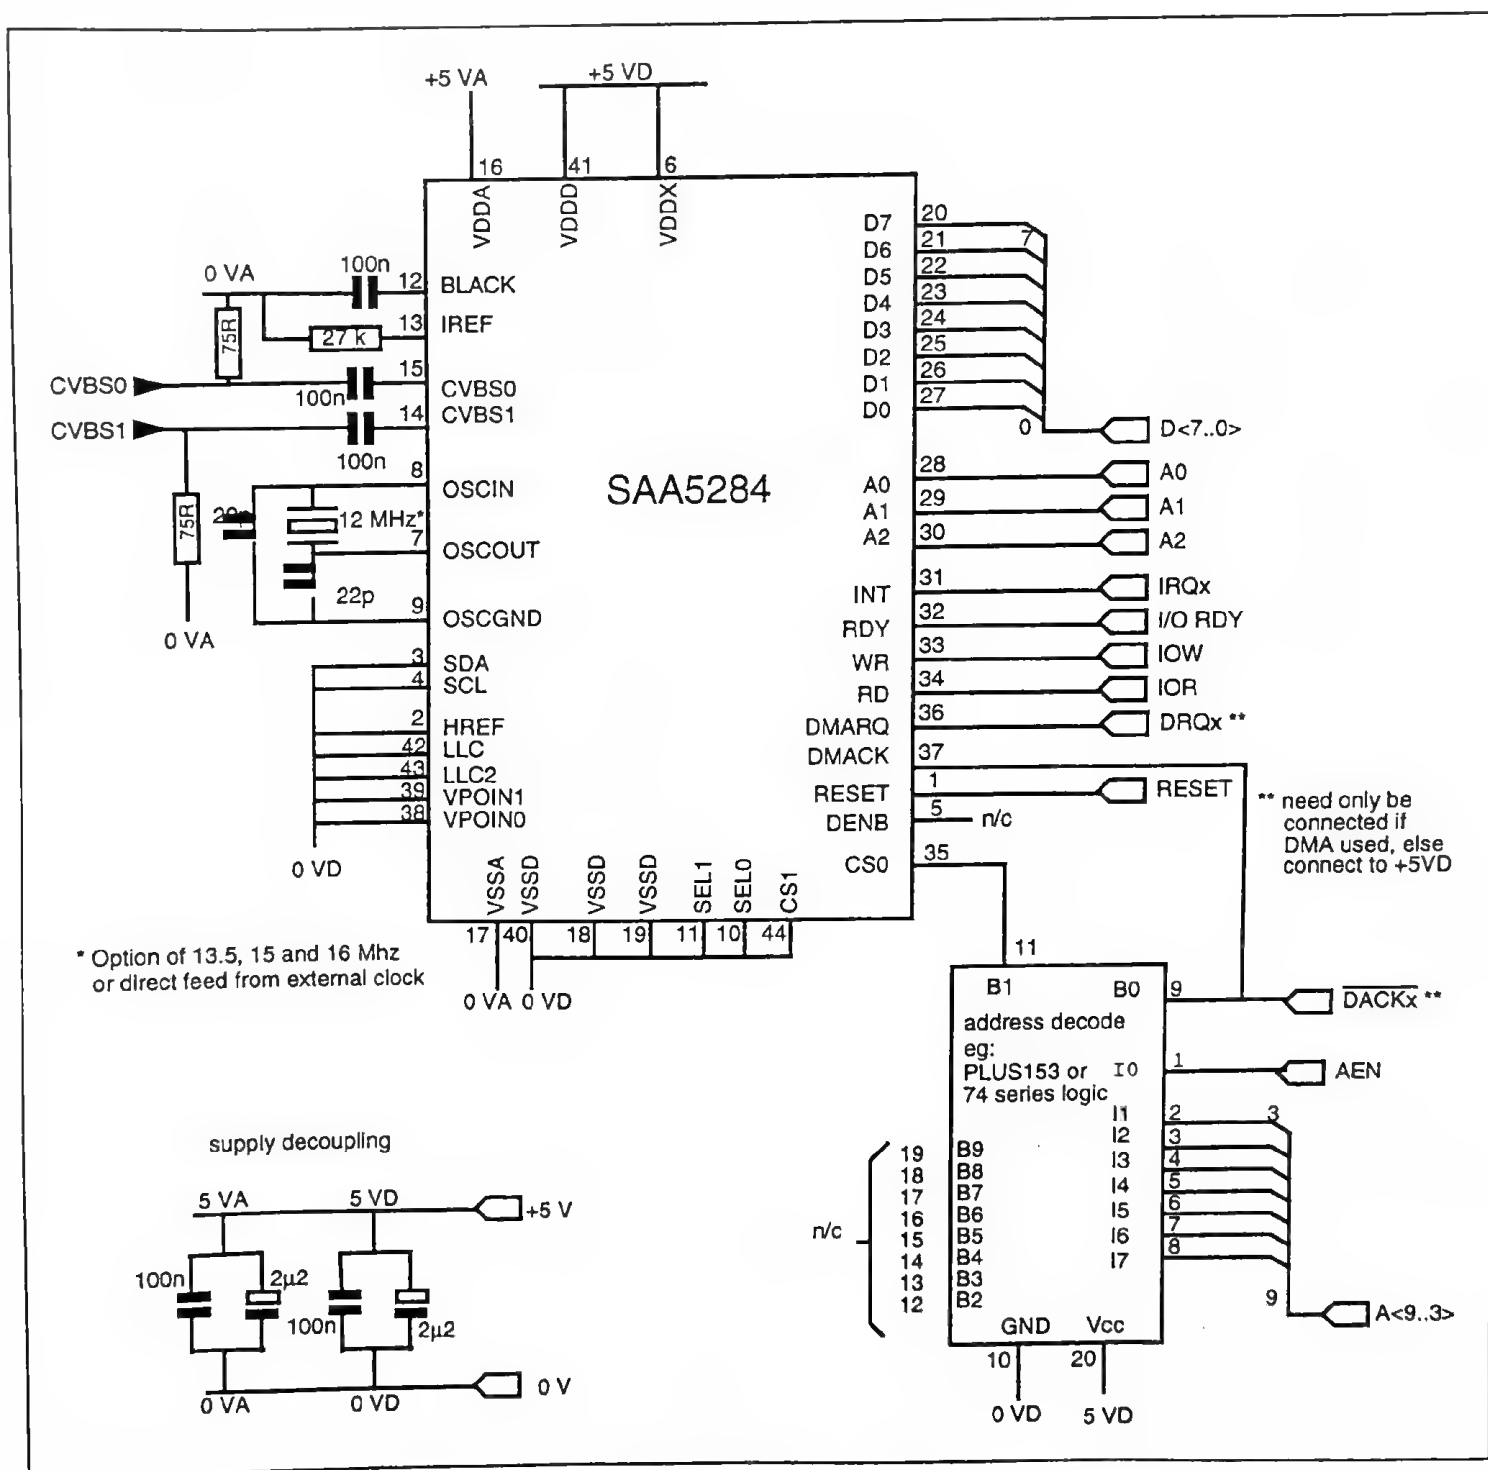 +5 VA
+5 VD
16
41
6
VDDA
VDDD
VDDX
0 VA
100n
12
BLACK
13
IREF
27 k
75R
CVBS0
15
CVBS0
100n
14
CVBS1
CVBS1
100n
8
OSCIN
75R
12 MHz*
7
OSCOUT
22p
9
OSCGND
0 VA
3
SDA
4
SCL
2
HREF
42
LLC
43
LLC2
39
VPOIN1
38
VPOIN0
0 VD
SAA5284
D7
20
7
D6
21
D5
22
D4
23
D3
24
D2
25
D1
26
D0
27
0
D<7..0>
A0
28
A0
A1
29
A1
A2
30
A2
INT
31
IRQx
RDY
32
I/O RDY
WR
33
IOW
RD
34
IOR
DMARQ
36
DRQx **
DMACK
37
RESET
1
RESET
DENB
5
n/c
CS0
35
** need only be
connected if
DMA used, else
connect to +5VD
VSSA
VSSD
VSSD
VSSD
SEL1
SEL0
CS1
17
40
18
19
11
10
44
0 VA
0 VD
* Option of 13.5, 15 and 16 Mhz
or direct feed from external clock
11
B1
B0
9
DACKx **
address decode
eg:
PLUS153 or
74 series logic
I0
1
AEN
I1
2
3
I2
3
I3
4
I4
5
I5
6
I6
7
I7
8
9
A<9..3>
n/c
19
B9
18
B8
17
B7
16
B6
15
B5
14
B4
13
B3
12
B2
GND
Vcc
10
20
0 VD
5 VD
supply decoupling
5 VA
5 VD
+5 V
100n
2µ2
100n
2µ2
0 VA
0 VD
0 V